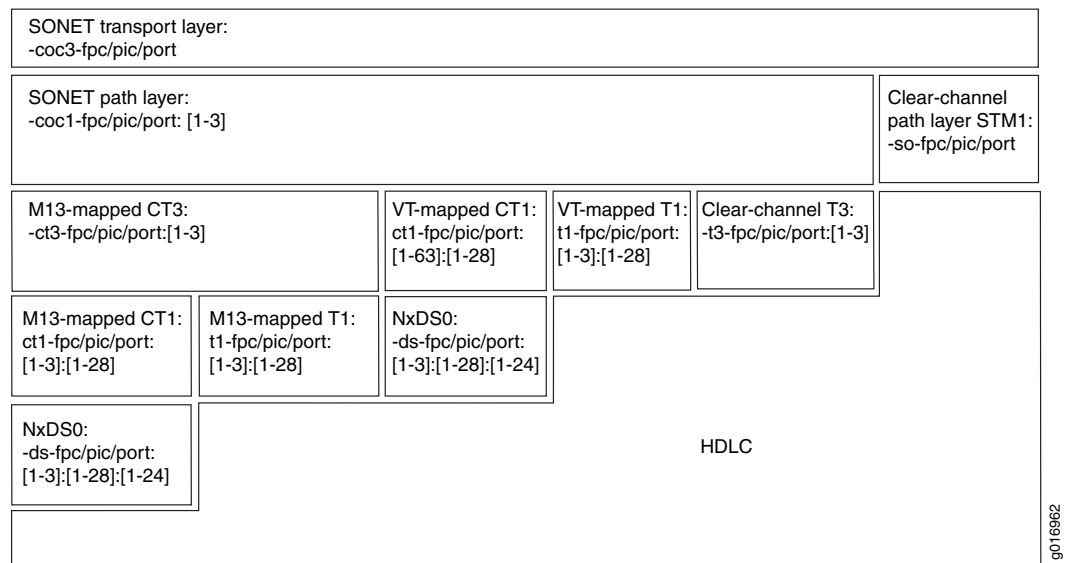 SONET transport layer:
-coc3-fpc/pic/port
SONET path layer:
-coc1-fpc/pic/port: [1-3]
Clear-channel
path layer STM1:
-so-fpc/pic/port
M13-mapped CT3:
-ct3-fpc/pic/port:[1-3]
VT-mapped CT1:
ct1-fpc/pic/port:
[1-63]:[1-28]
VT-mapped T1:
t1-fpc/pic/port:
[1-3]:[1-28]
Clear-channel T3:
-t3-fpc/pic/port:[1-3]
M13-mapped CT1:
ct1-fpc/pic/port:
[1-3]:[1-28]
M13-mapped T1:
t1-fpc/pic/port:
[1-3]:[1-28]
NxDS0:
-ds-fpc/pic/port:
[1-3]:[1-28]:[1-24]
NxDS0:
-ds-fpc/pic/port:
[1-3]:[1-28]:[1-24]
HDLC
g016962